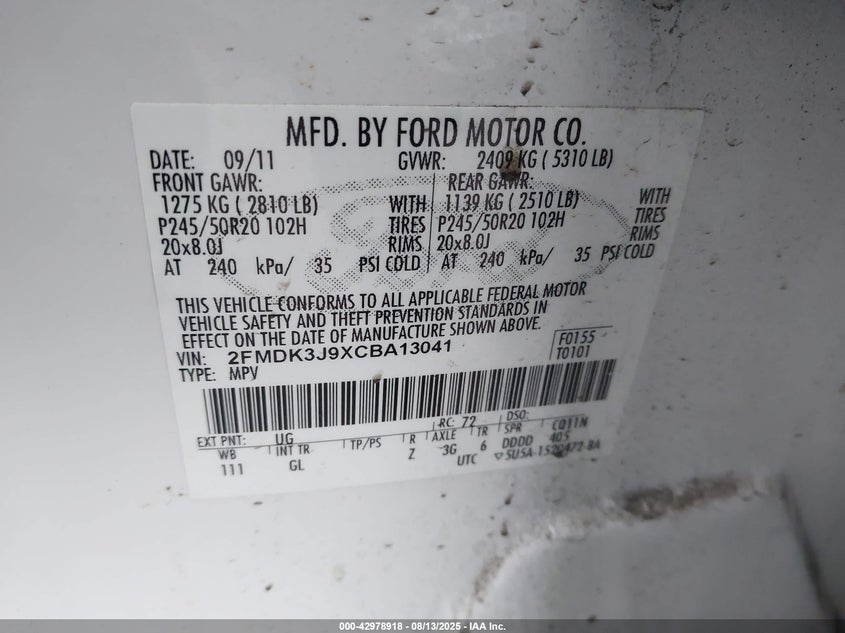 MFD. BY FORD MOTOR CO.
DATE: 09/11 GVWR: 2409 KG ( 5310 LB)
FRONT GAWR: REAR GAWR:
1275 KG ( 2810 LB) WITH 1139 KG ( 2510 LB) WITH
P245/50R20 102H TIRES P245/50R20 102H TIRES
20x8.0J RIMS 20x8.0J RIMS
AT 240 kPa/ 35 PSI COLD AT 240 kPa/ 35 PSI COLD
THIS VEHICLE CONFORMS TO ALL APPLICABLE FEDERAL MOTOR
VEHICLE SAFETY AND THEFT PREVENTION STANDARDS IN
EFFECT ON THE DATE OF MANUFACTURE SHOWN ABOVE.
VIN: 2FMDK3J9XCBA13041 F0155
TYPE: MPV T0101
RC: 72 DSO:
EXT PNT: UG CQ11N
WB INT TR TP/PS R AXLE TR SPR 405
111 GL Z 3G 6 DDDD
UTC ▽5U5A-1520472-BA
000-42978918 - 08/13/2025 - IAA Inc.